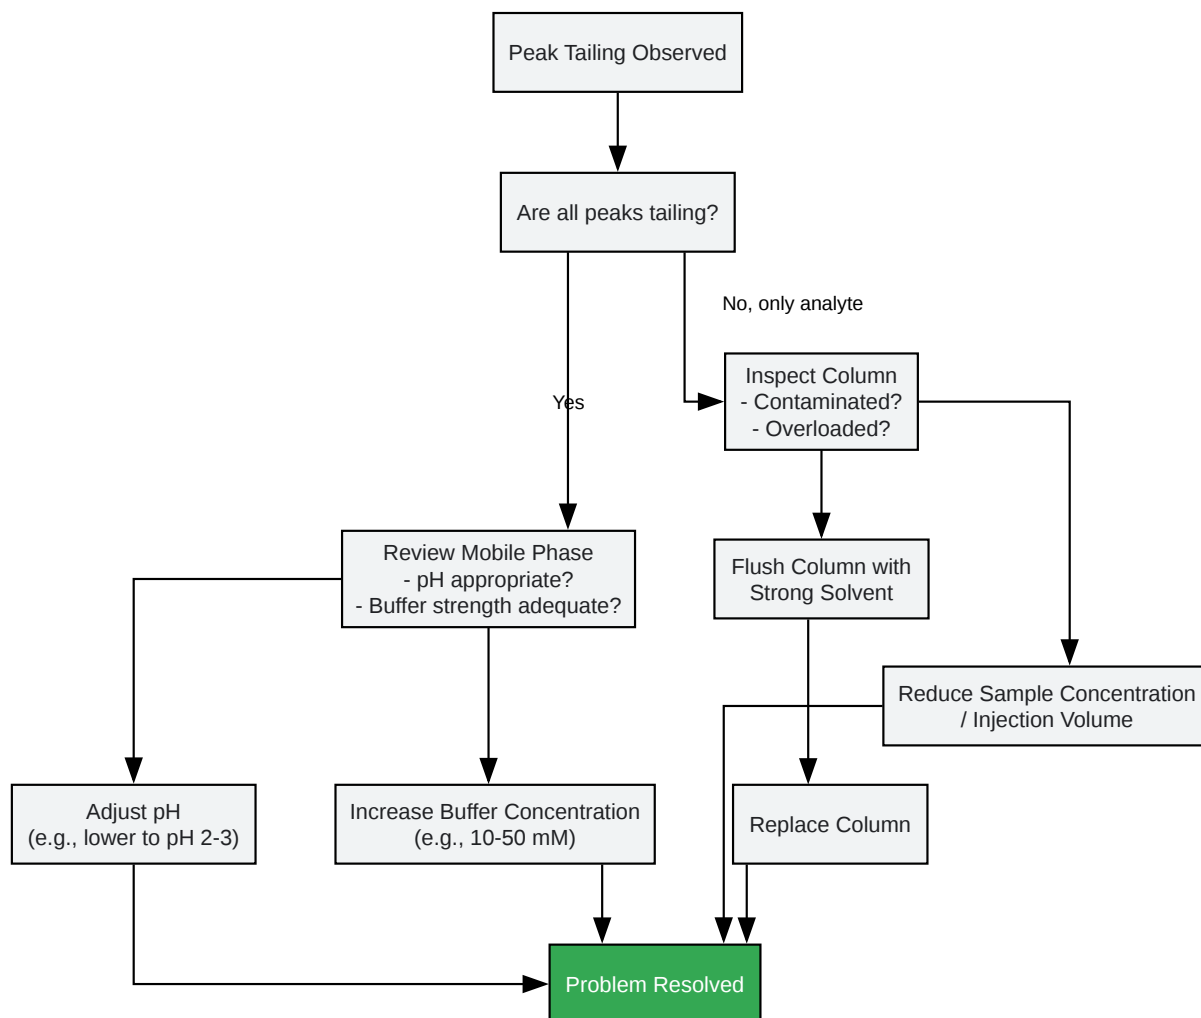 Peak Tailing Observed
Are all peaks tailing?
No, only analyte
Yes
Inspect Column
- Contaminated?
- Overloaded?
Review Mobile Phase
- pH appropriate?
- Buffer strength adequate?
Flush Column with
Strong Solvent
Reduce Sample Concentration
/ Injection Volume
Adjust pH
(e.g., lower to pH 2-3)
Increase Buffer Concentration
(e.g., 10-50 mM)
Replace Column
Problem Resolved